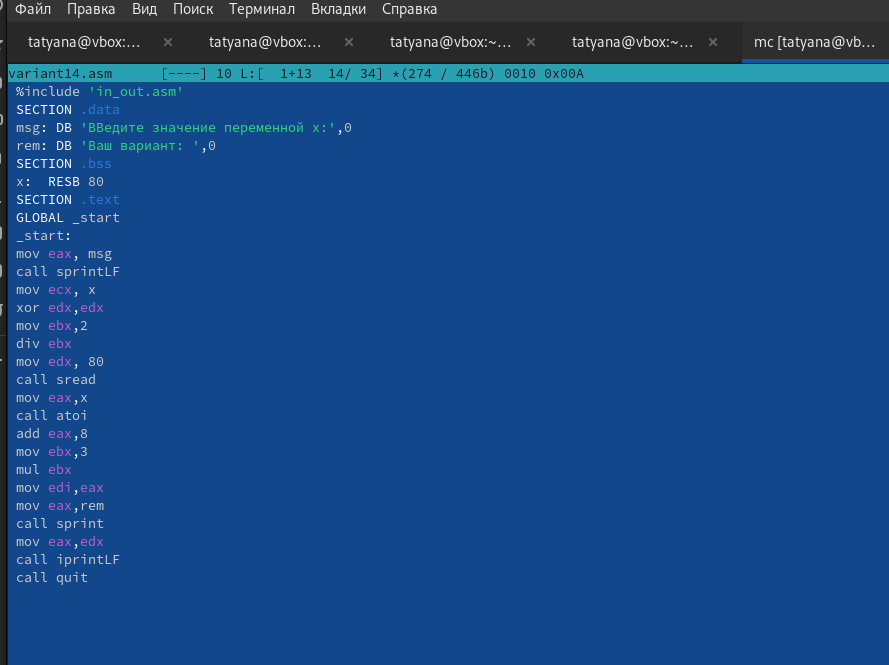 Файл Правка Вид Поиск Терминал Вкладки Справка
tatyana@vbox:... × tatyana@vbox:... × tatyana@vbox:~... × tatyana@vbox:~... × mc [tatyana@vb...
variant14.asm [----] 10 L:[ 1+13 14/ 34] *(274 / 446b) 0010 0x00A
%include 'in_out.asm'
SECTION .data
msg: DB 'ВВедите значение переменной x:',0
rem: DB 'Ваш вариант: ',0
SECTION .bss
x: RESB 80
SECTION .text
GLOBAL _start
_start:
mov eax, msg
call sprintLF
mov ecx, x
xor edx,edx
mov ebx,2
div ebx
mov edx, 80
call sread
mov eax,x
call atoi
add eax,8
mov ebx,3
mul ebx
mov edi,eax
mov eax,rem
call sprint
mov eax,edx
call iprintLF
call quit